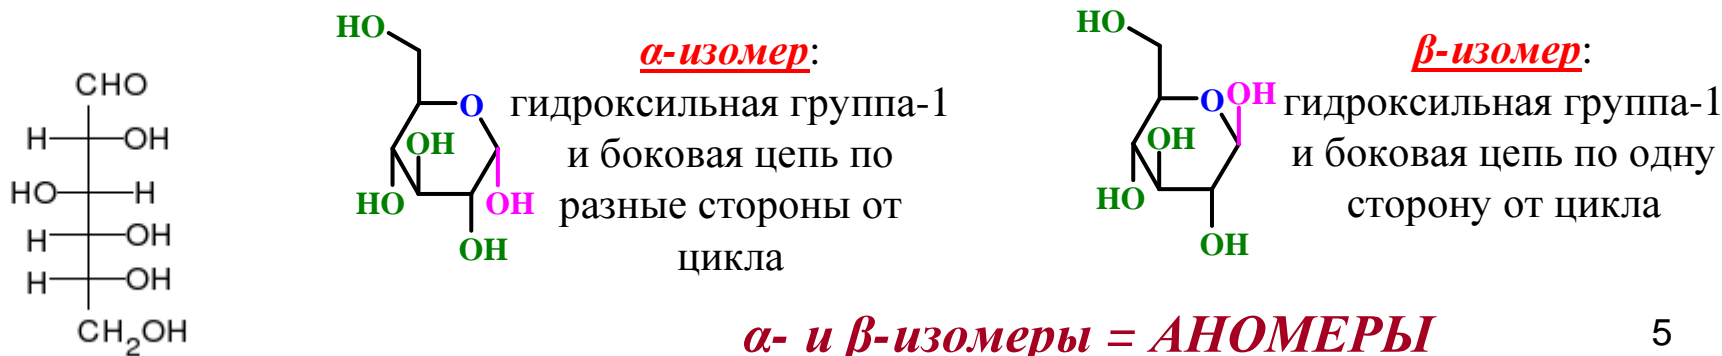 CHO
H OH
HO H
H OH
H OH
CH₂OH
HO
O
OH
HO OH
OH
α-изомер:
гидроксильная группа-1
и боковая цепь по
разные стороны от
цикла
HO
O OH
OH
HO
OH
β-изомер:
гидроксильная группа-1
и боковая цепь по одну
сторону от цикла
α- и β-изомеры = АНОМЕРЫ
5